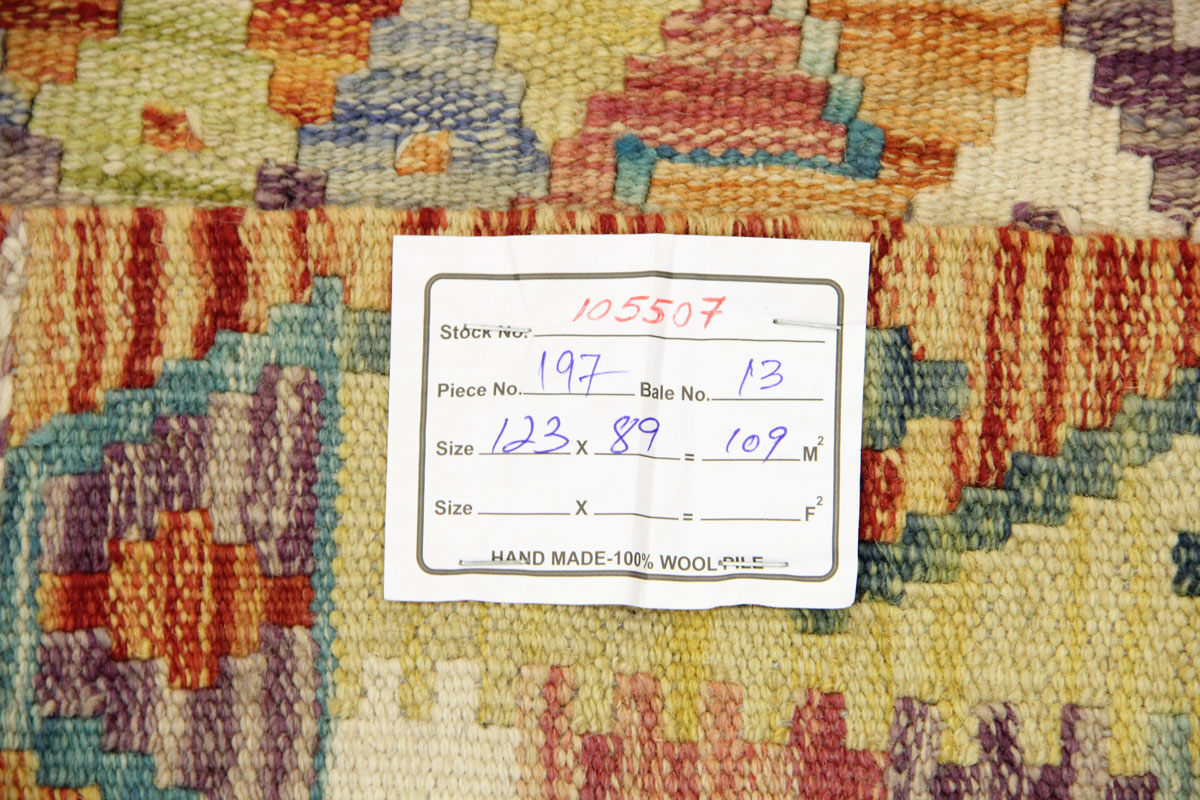 Stock No. 105507
Piece No. 197 Bale No. 13
Size 123 X 89 = 109 M²
Size X = F²
HAND MADE-100% WOOL PILE